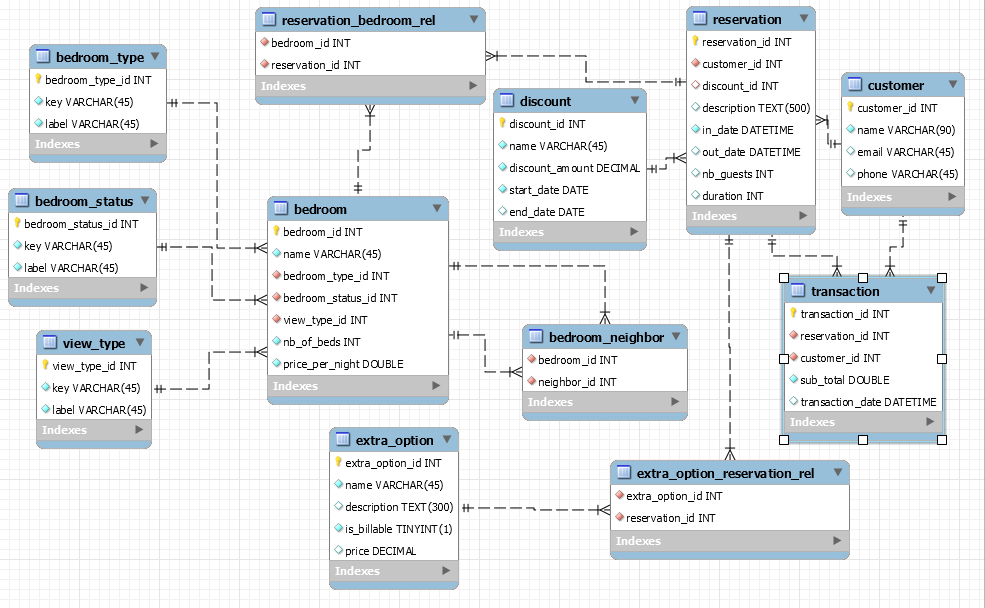 reservation_bedroom_rel
bedroom_id INT
reservation_id INT
Indexes
reservation
reservation_id INT
customer_id INT
discount_id INT
description TEXT(500)
in_date DATETIME
out_date DATETIME
nb_guests INT
duration INT
Indexes
bedroom_type
bedroom_type_id INT
key VARCHAR(45)
label VARCHAR(45)
Indexes
discount
discount_id INT
name VARCHAR(45)
discount_amount DECIMAL
start_date DATE
end_date DATE
Indexes
customer
customer_id INT
name VARCHAR(90)
email VARCHAR(45)
phone VARCHAR(45)
Indexes
bedroom_status
bedroom_status_id INT
key VARCHAR(45)
label VARCHAR(45)
Indexes
bedroom
bedroom_id INT
name VARCHAR(45)
bedroom_type_id INT
bedroom_status_id INT
view_type_id INT
nb_of_beds INT
price_per_night DOUBLE
Indexes
transaction
transaction_id INT
reservation_id INT
customer_id INT
sub_total DOUBLE
transaction_date DATETIME
Indexes
view_type
view_type_id INT
key VARCHAR(45)
label VARCHAR(45)
Indexes
bedroom_neighbor
bedroom_id INT
neighbor_id INT
Indexes
extra_option
extra_option_id INT
name VARCHAR(45)
description TEXT(300)
is_billable TINYINT(1)
price DECIMAL
Indexes
extra_option_reservation_rel
extra_option_id INT
reservation_id INT
Indexes